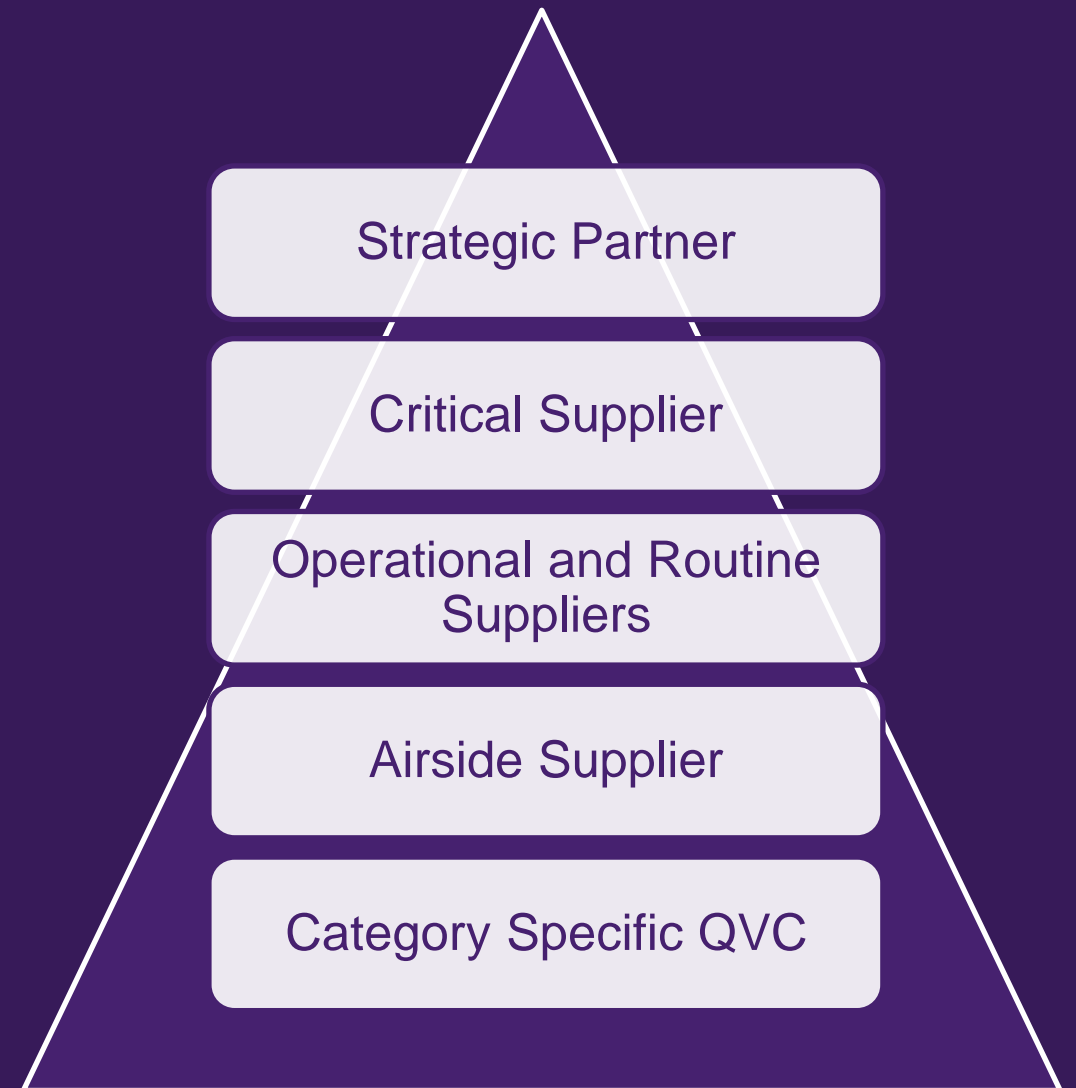 Strategic Partner
Critical Supplier
Operational and Routine
Suppliers
Airside Supplier
Category Specific QVC